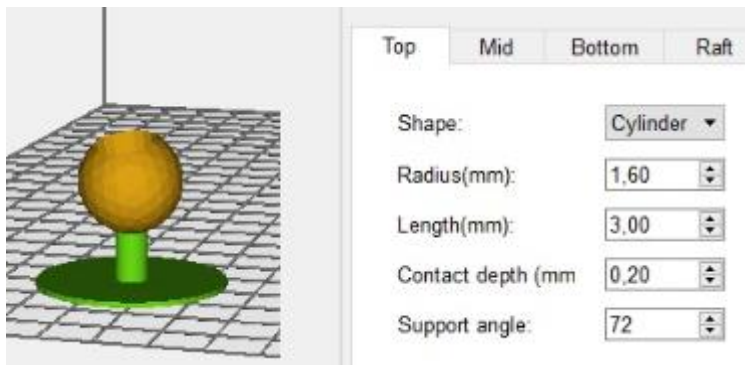 Top Mid Bottom Raft
Shape: Cylinder
Radius(mm): 1,60
Length(mm): 3,00
Contact depth (mm 0,20
Support angle: 72